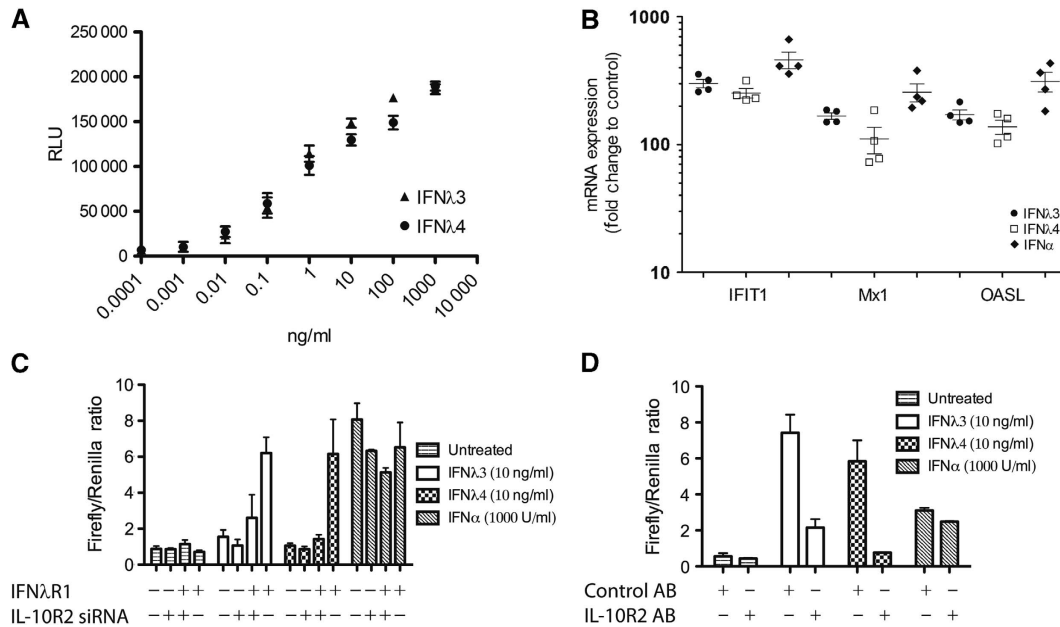 A
250 000
200 000
150 000
100 000
50 000
0
RLU
0.0001
0.001
0.01
0.1
1
10
100
1000
10 000
ng/ml
IFNλ3
IFNλ4
B
1000
100
10
mRNA expression
(fold change to control)
IFIT1
Mx1
OASL
IFNλ3
IFNλ4
IFNα
C
10
8
6
4
2
0
Firefly/Renilla ratio
Untreated
IFNλ3 (10 ng/ml)
IFNλ4 (10 ng/ml)
IFNα (1000 U/ml)
IFNλR1 − − + + − − + + − − + + − − + +
IL-10R2 siRNA − + + − − + + − − + + − − + + −
D
10
8
6
4
2
0
Firefly/Renilla ratio
Untreated
IFNλ3 (10 ng/ml)
IFNλ4 (10 ng/ml)
IFNα (1000 U/ml)
Control AB + − + − + − + −
IL-10R2 AB − + − + − + − +